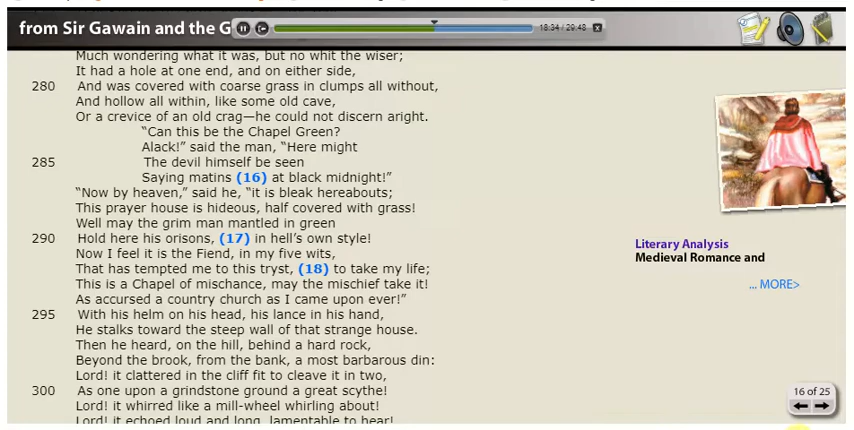 from Sir Gawain and the G
18:34 / 29:48
Much wondering what it was, but no whit the wiser;
It had a hole at one end, and on either side,
280 And was covered with coarse grass in clumps all without,
And hollow all within, like some old cave,
Or a crevice of an old crag—he could not discern aright.
“Can this be the Chapel Green?
Alack!” said the man, “Here might
285 The devil himself be seen
Saying matins (16) at black midnight!”
“Now by heaven,” said he, “it is bleak hereabouts;
This prayer house is hideous, half covered with grass!
Well may the grim man mantled in green
290 Hold here his orisons, (17) in hell’s own style!
Now I feel it is the Fiend, in my five wits,
That has tempted me to this tryst, (18) to take my life;
This is a Chapel of mischance, may the mischief take it!
As accursed a country church as I came upon ever!”
295 With his helm on his head, his lance in his hand,
He stalks toward the steep wall of that strange house.
Then he heard, on the hill, behind a hard rock,
Beyond the brook, from the bank, a most barbarous din:
Lord! it clattered in the cliff fit to cleave it in two,
300 As one upon a grindstone ground a great scythe!
Lord! it whirred like a mill-wheel whirling about!
Lord! it echoed loud and long, lamentable to hear!
Literary Analysis
Medieval Romance and
... MORE>
16 of 25